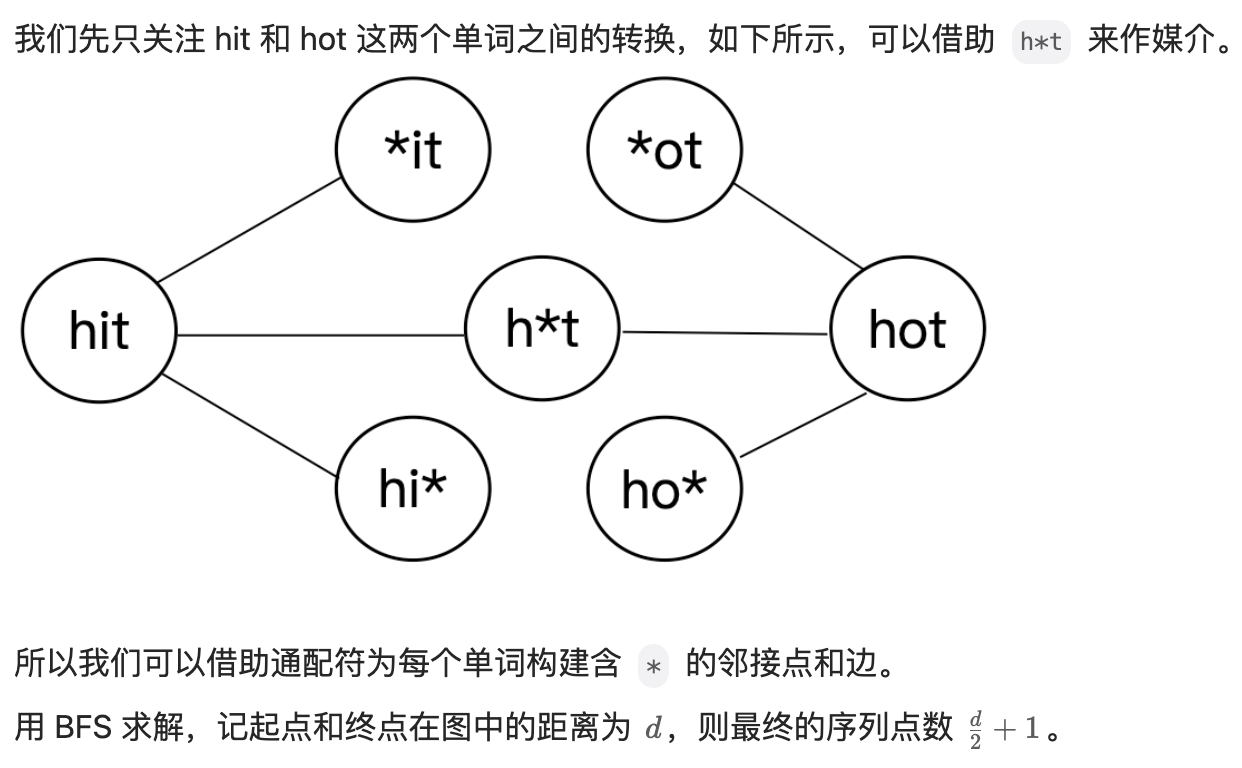 我们先只关注 hit 和 hot 这两个单词之间的转换，如下所示，可以借助 h*t 来作媒介。
*it *ot
hit h*t hot
hi* ho*
所以我们可以借助通配符为每个单词构建含 * 的邻接点和边。
用 BFS 求解，记起点和终点在图中的距离为 d，则最终的序列点数 d/2 + 1。